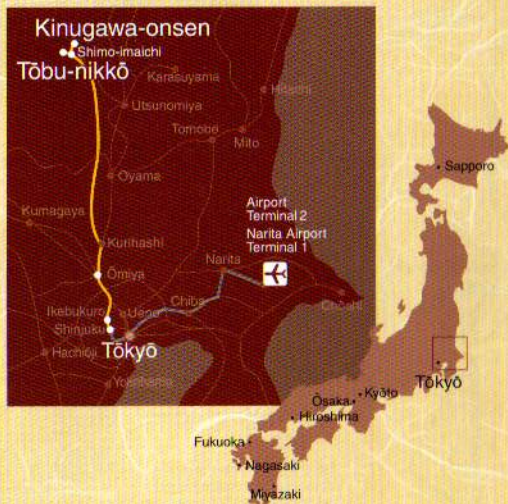 Kinugawa-onsen
Shimo-imaichi
Tōbu-nikkō
Karasuyama
Hitachi
Utsunomiya
Tomobe
Mito
Oyama
Airport
Terminal 2
Narita Airport
Terminal 1
Kumagaya
Kurihashi
Narita
Ōmiya
Chiba
Chōshi
Ikebukuro
Ueno
Shinjuku
Hachiōji
Tōkyō
Yokohama
Sapporo
Tōkyō
Kyōto
Ōsaka
Hiroshima
Fukuoka
Nagasaki
Miyazaki